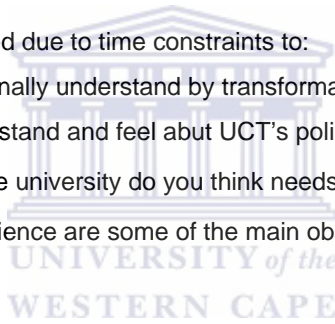 ed due to time constraints to:
nally understand by transforma
stand and feel abut UCT's poli
e university do you think needs
ience are some of the main ob
UNIVERSITY of the
WESTERN CAPE